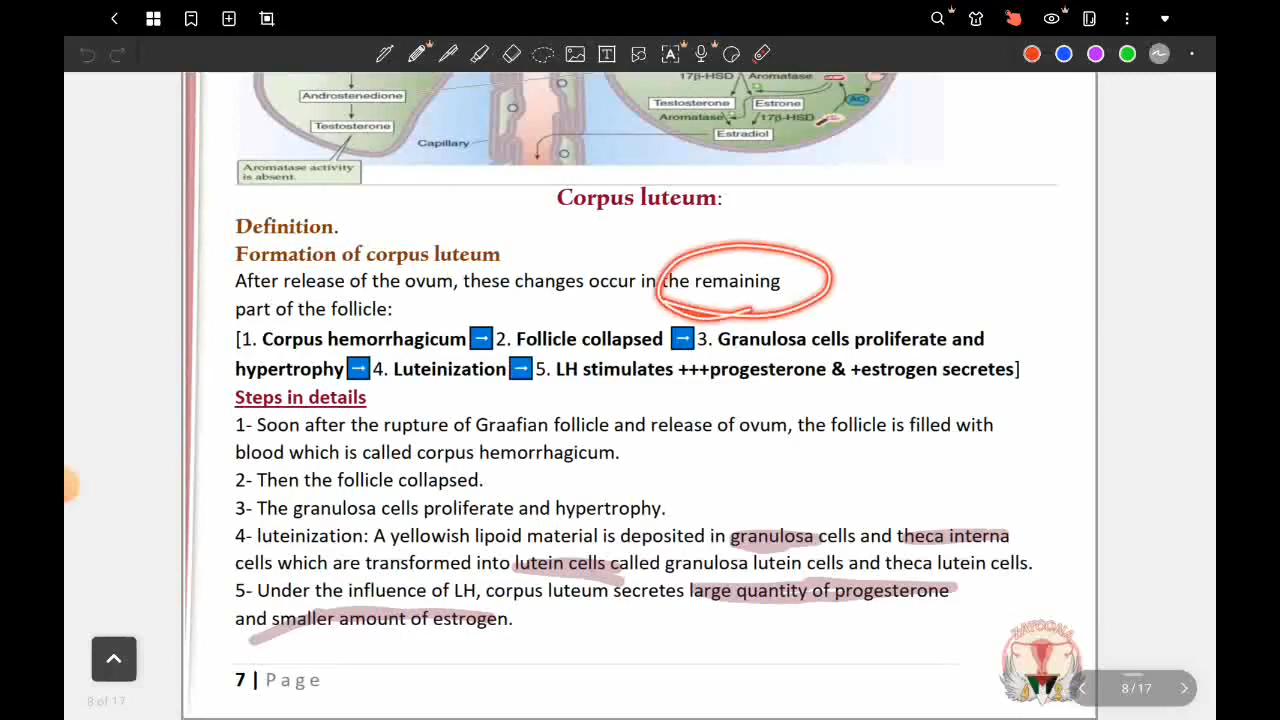 17β-HSD Aromatase
Androstenedione
Testosterone Estrone
AC
Aromatase 17β-HSD
Testosterone
Estradiol
Capillary
Aromatase activity
is absent.
Corpus luteum:
Definition.
Formation of corpus luteum
After release of the ovum, these changes occur in the remaining
part of the follicle:
[1. Corpus hemorrhagicum → 2. Follicle collapsed → 3. Granulosa cells proliferate and
hypertrophy → 4. Luteinization → 5. LH stimulates +++progesterone & +estrogen secretes]
Steps in details
1- Soon after the rupture of Graafian follicle and release of ovum, the follicle is filled with
blood which is called corpus hemorrhagicum.
2- Then the follicle collapsed.
3- The granulosa cells proliferate and hypertrophy.
4- luteinization: A yellowish lipoid material is deposited in granulosa cells and theca interna
cells which are transformed into lutein cells called granulosa lutein cells and theca lutein cells.
5- Under the influence of LH, corpus luteum secretes large quantity of progesterone
and smaller amount of estrogen.
ZAYTOONA
7 | Page
8/17
8 of 17